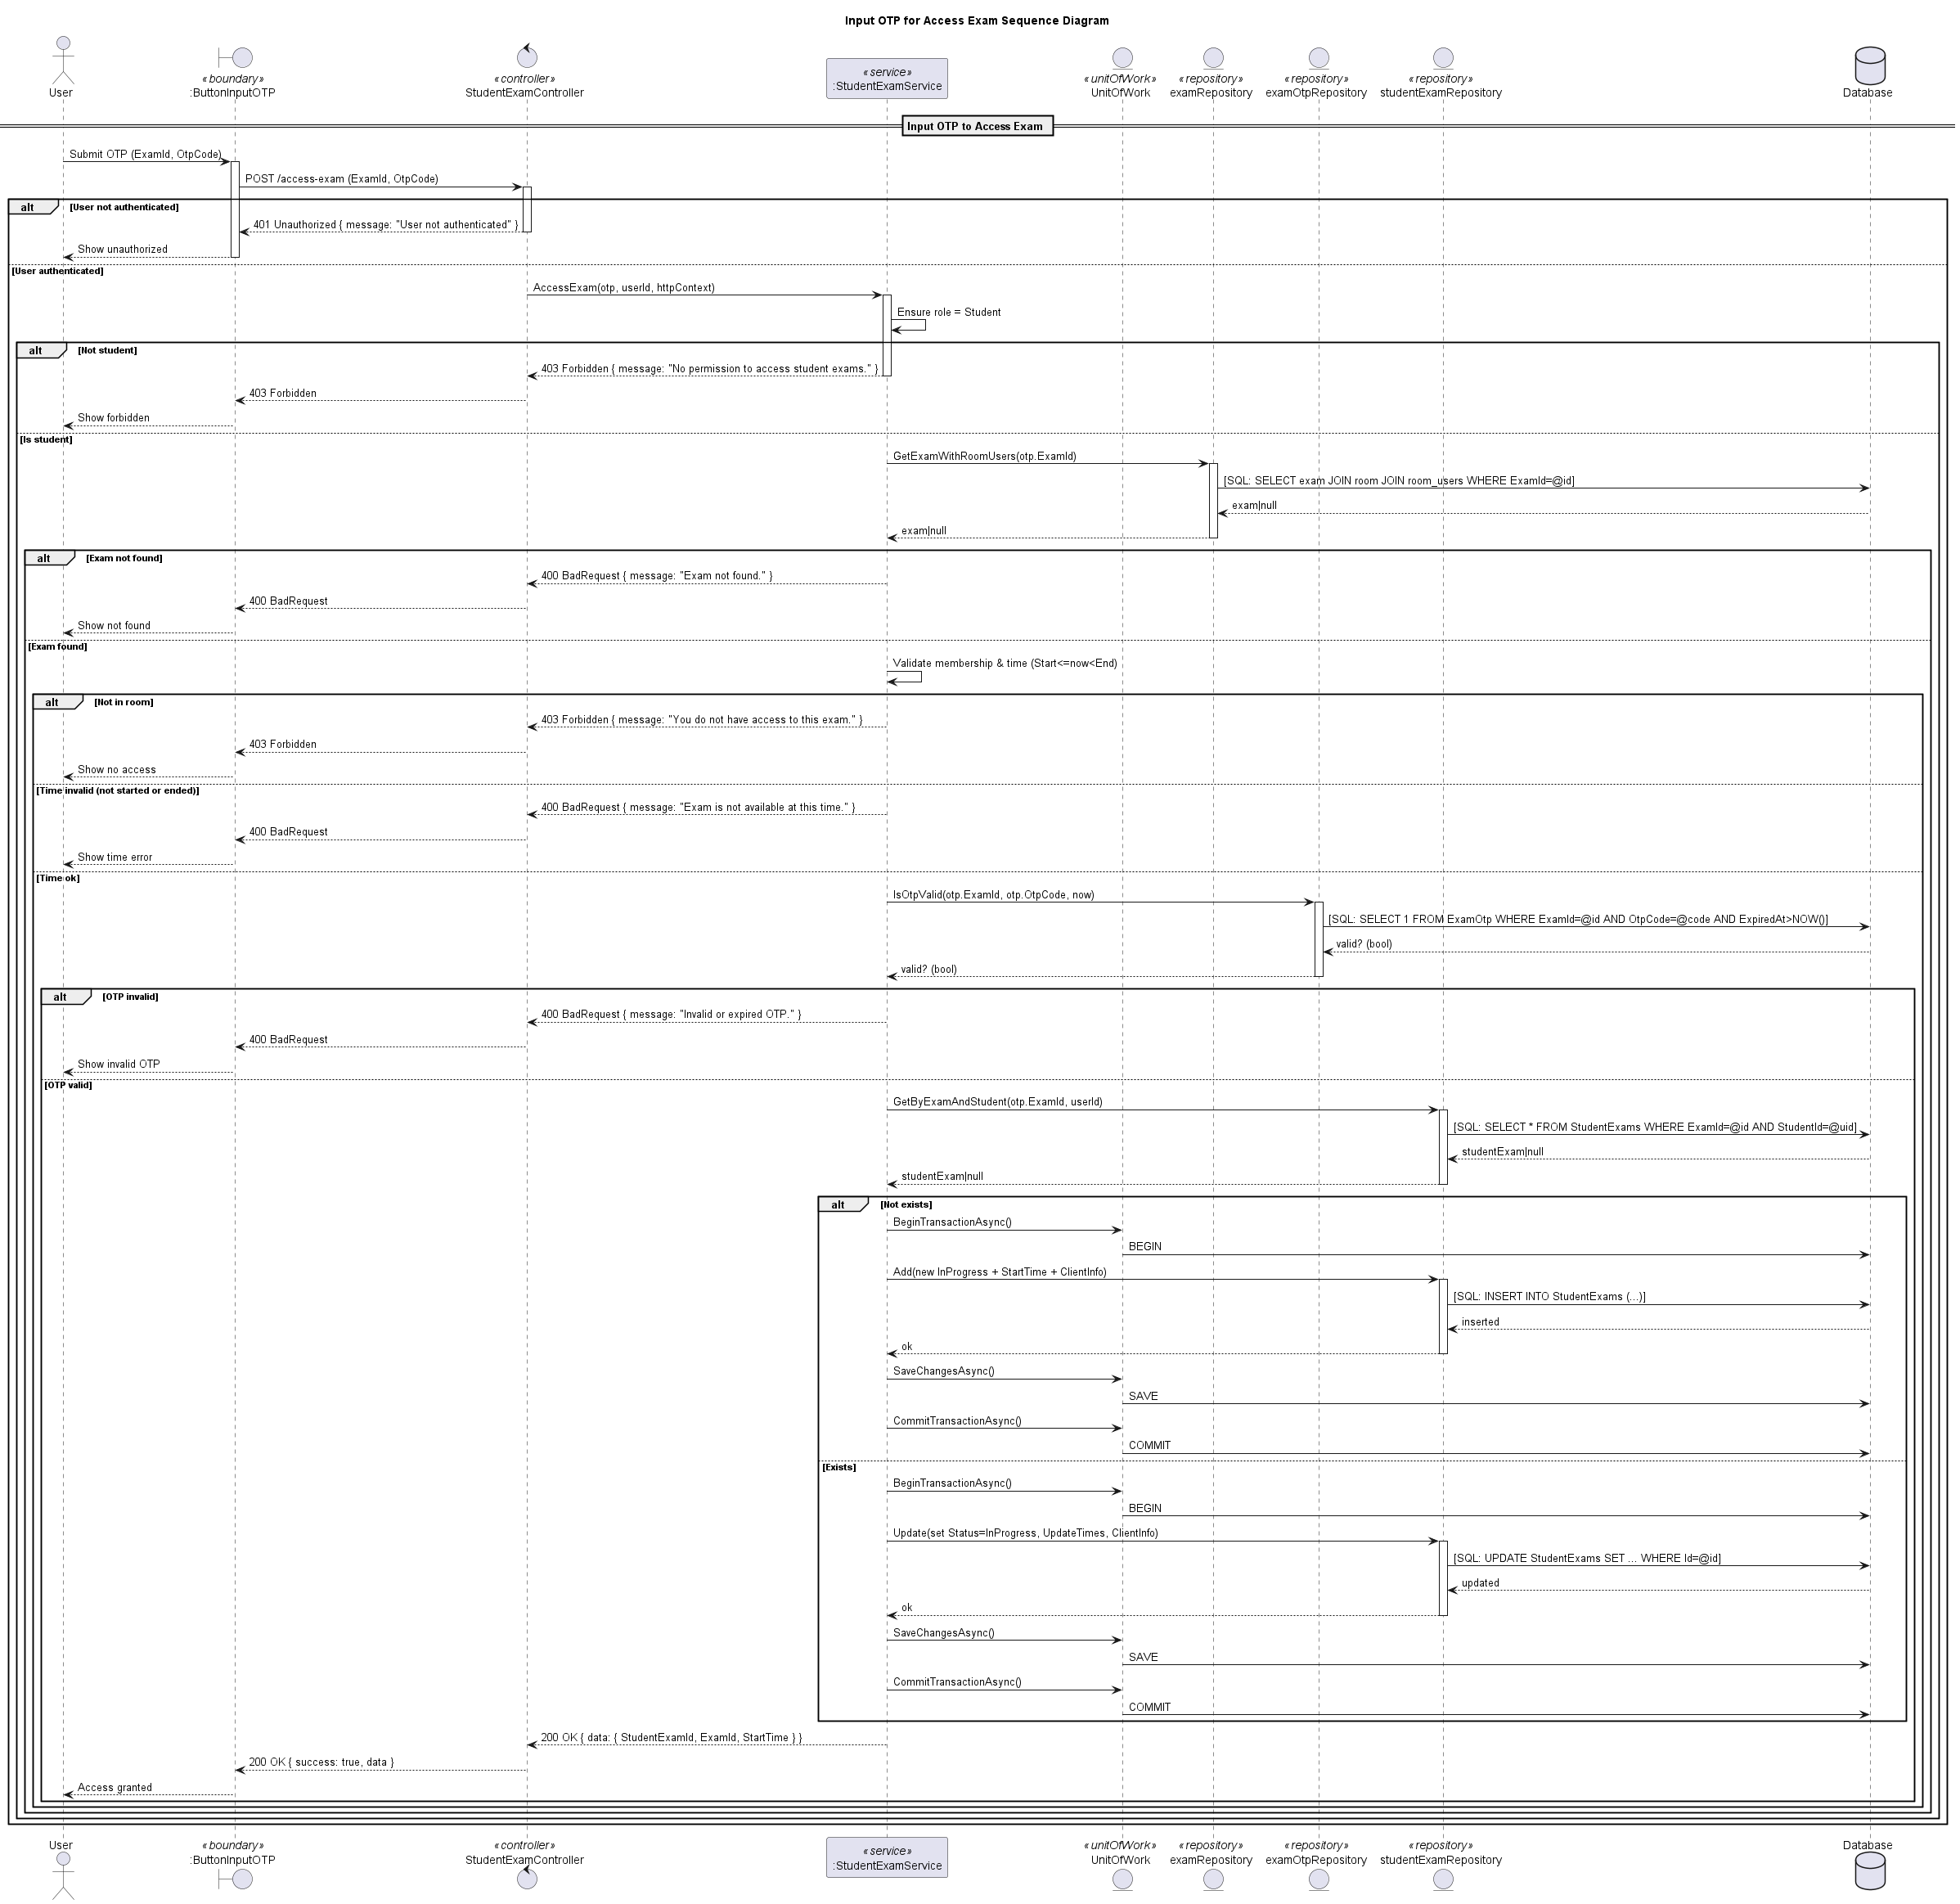 Input OTP for Access Exam Sequence Diagram
«boundary» «controller» «service» «unitOfWork» «repository» «repository» «repository»
User :ButtonInputOTP StudentExamController :StudentExamService UnitOfWork examRepository examOtpRepository studentExamRepository Database
Input OTP to Access Exam
Submit OTP (ExamId, OtpCode)
POST /access-exam (ExamId, OtpCode)
alt [User not authenticated]
401 Unauthorized { message: "User not authenticated" }
Show unauthorized
[User authenticated]
AccessExam(otp, userId, httpContext)
Ensure role = Student
alt [Not student]
403 Forbidden { message: "No permission to access student exams." }
403 Forbidden
Show forbidden
[Is student]
GetExamWithRoomUsers(otp.ExamId)
[SQL: SELECT exam JOIN room JOIN room_users WHERE ExamId=@id]
exam|null
exam|null
alt [Exam not found]
400 BadRequest { message: "Exam not found." }
400 BadRequest
Show not found
[Exam found]
Validate membership & time (Start<=now<End)
alt [Not in room]
403 Forbidden { message: "You do not have access to this exam." }
403 Forbidden
Show no access
[Time invalid (not started or ended)]
400 BadRequest { message: "Exam is not available at this time." }
400 BadRequest
Show time error
[Time ok]
IsOtpValid(otp.ExamId, otp.OtpCode, now)
[SQL: SELECT 1 FROM ExamOtp WHERE ExamId=@id AND OtpCode=@code AND ExpiredAt>NOW()]
valid? (bool)
valid? (bool)
alt [OTP invalid]
400 BadRequest { message: "Invalid or expired OTP." }
400 BadRequest
Show invalid OTP
[OTP valid]
GetByExamAndStudent(otp.ExamId, userId)
[SQL: SELECT * FROM StudentExams WHERE ExamId=@id AND StudentId=@uid]
studentExam|null
studentExam|null
alt [Not exists]
BeginTransactionAsync()
BEGIN
Add(new InProgress + StartTime + ClientInfo)
[SQL: INSERT INTO StudentExams (...)]
inserted
ok
SaveChangesAsync()
SAVE
CommitTransactionAsync()
COMMIT
[Exists]
BeginTransactionAsync()
BEGIN
Update(set Status=InProgress, UpdateTimes, ClientInfo)
[SQL: UPDATE StudentExams SET ... WHERE Id=@id]
updated
ok
SaveChangesAsync()
SAVE
CommitTransactionAsync()
COMMIT
200 OK { data: { StudentExamId, ExamId, StartTime } }
200 OK { success: true, data }
Access granted
User «boundary» «controller» «service» «unitOfWork» «repository» «repository» «repository» Database
:ButtonInputOTP StudentExamController :StudentExamService UnitOfWork examRepository examOtpRepository studentExamRepository